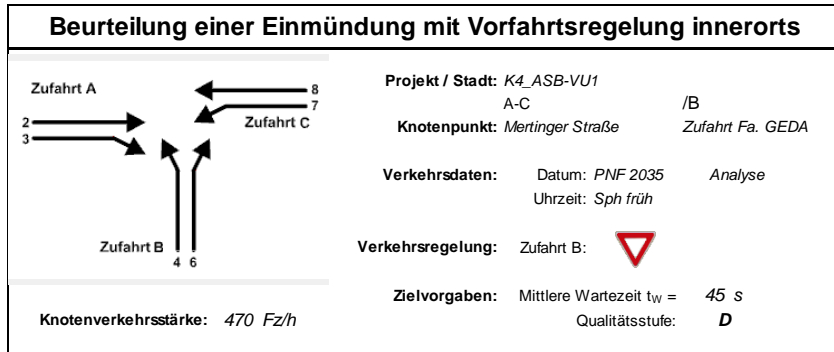 Beurteilung einer Einmündung mit Vorfahrtsregelung innerorts
Zufahrt A
8
7
2
Zufahrt C
3
Zufahrt B
4 6
Knotenverkehrsstärke: 470 Fz/h
Projekt / Stadt: K4_ASB-VU1
A-C /B
Knotenpunkt: Mertinger Straße Zufahrt Fa. GEDA
Verkehrsdaten: Datum: PNF 2035 Analyse
Uhrzeit: Sph früh
Verkehrsregelung: Zufahrt B:
Zielvorgaben: Mittlere Wartezeit tW = 45 s
Qualitätsstufe: D